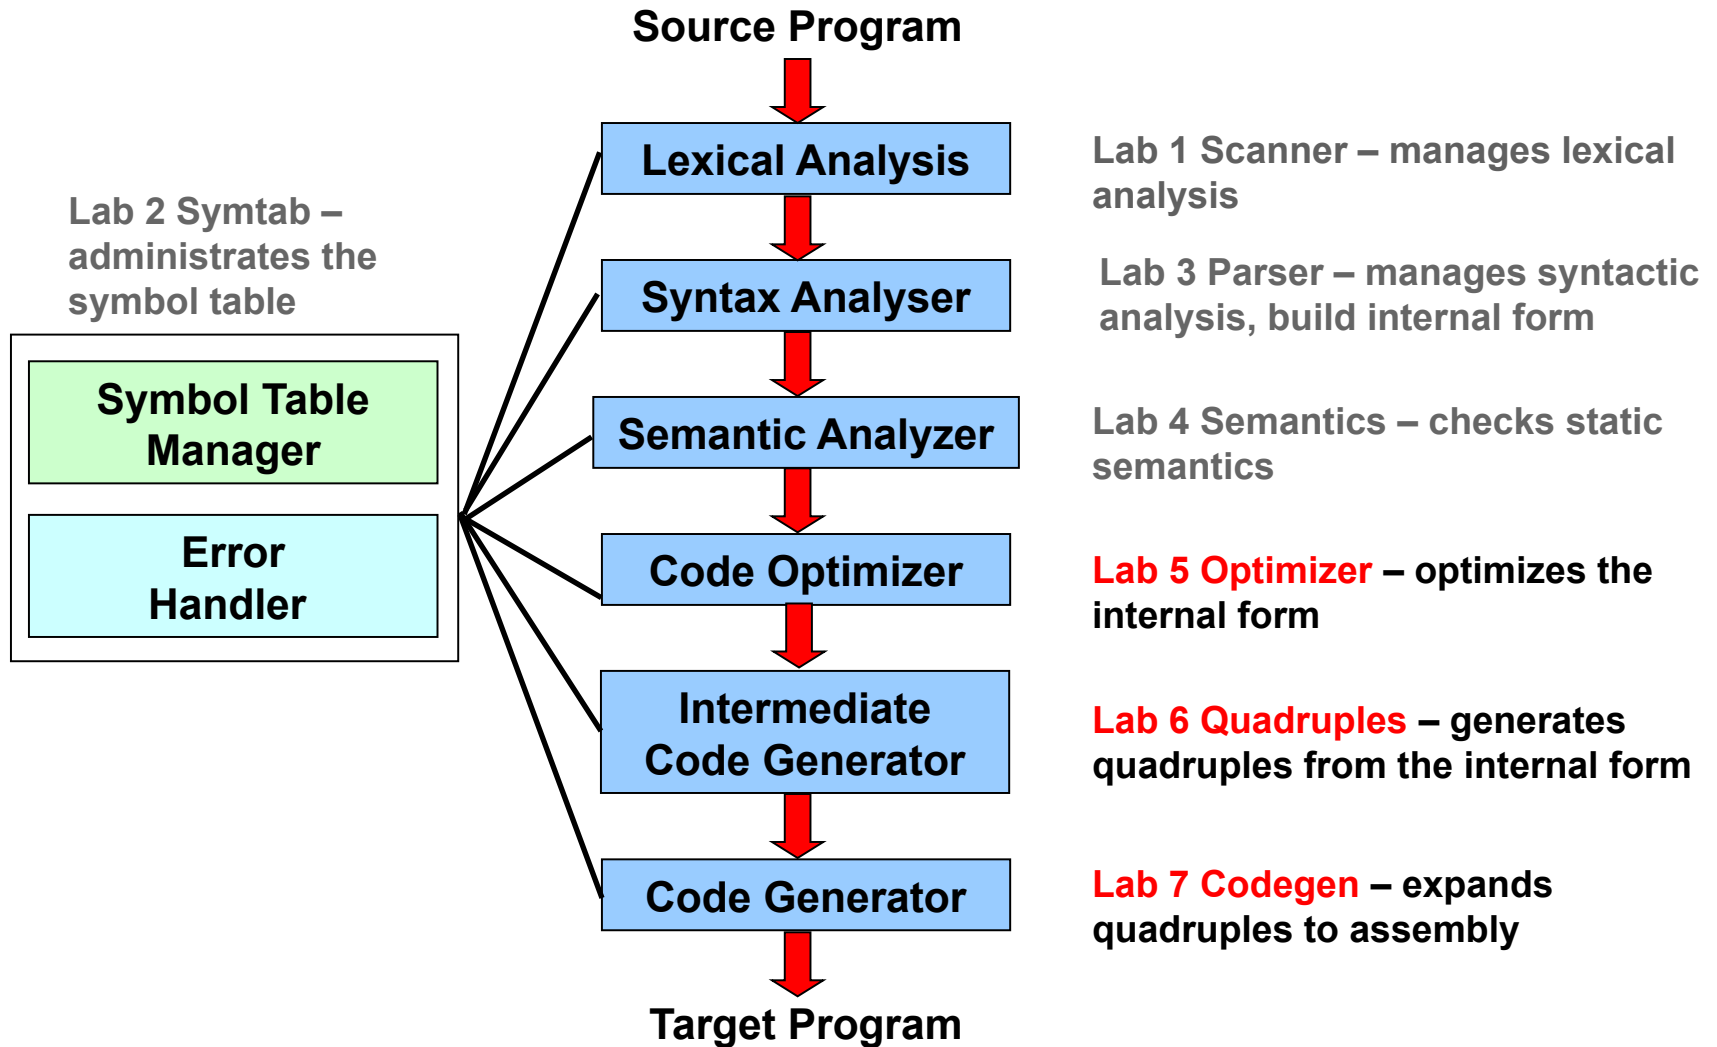 Source Program
Lexical Analysis
Lab 1 Scanner – manages lexical
analysis
Lab 2 Symtab –
administrates the
symbol table
Syntax Analyser
Lab 3 Parser – manages syntactic
analysis, build internal form
Symbol Table
Manager
Semantic Analyzer
Lab 4 Semantics – checks static
semantics
Error
Handler
Code Optimizer
Lab 5 Optimizer – optimizes the
internal form
Intermediate
Code Generator
Lab 6 Quadruples – generates
quadruples from the internal form
Code Generator
Lab 7 Codegen – expands
quadruples to assembly
Target Program